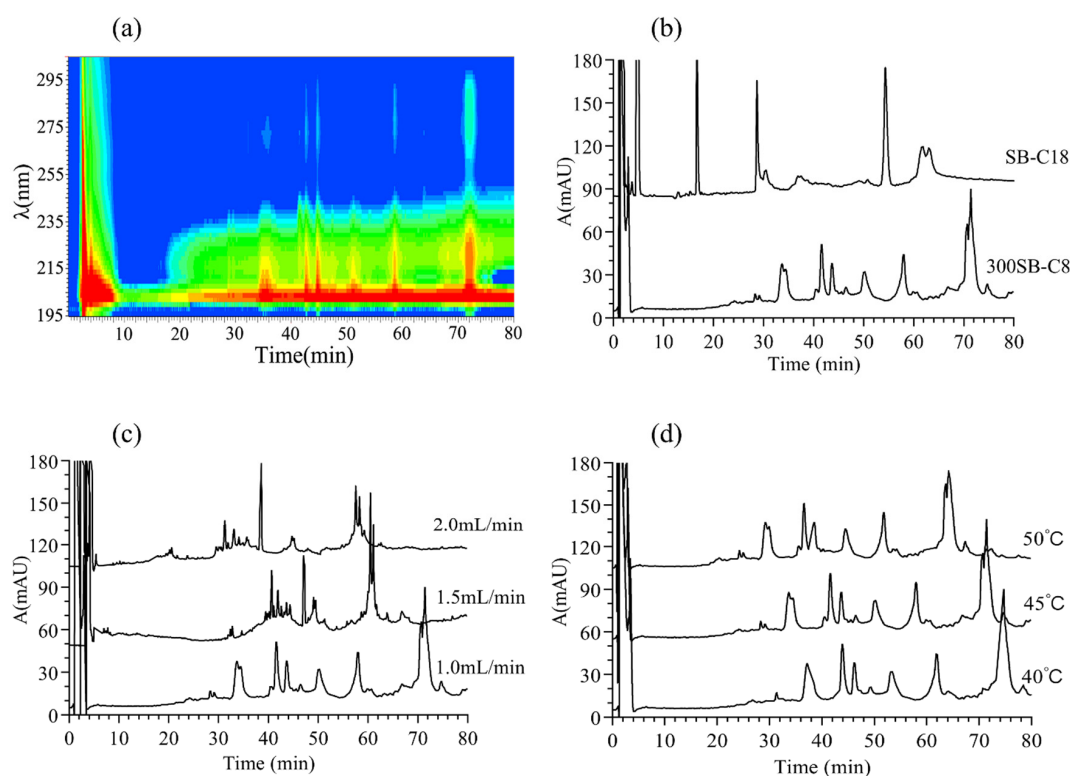 (a)
295
275
255
235
215
195
λ(nm)
0 10 20 30 40 50 60 70 80
Time(min)
(b)
180
150
120
90
60
30
0
A(mAU)
SB-C18
300SB-C8
0 10 20 30 40 50 60 70 80
Time (min)
(c)
180
150
120
90
60
30
0
A(mAU)
2.0mL/min
1.5mL/min
1.0mL/min
0 10 20 30 40 50 60 70 80
Time (min)
(d)
180
150
120
90
60
30
0
A(mAU)
50°C
45°C
40°C
0 10 20 30 40 50 60 70 80
Time (min)